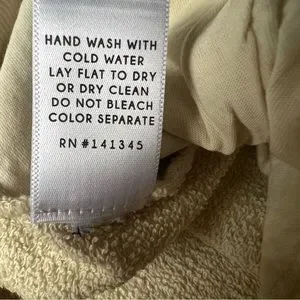 HAND WASH WITH
COLD WATER
LAY FLAT TO DRY
OR DRY CLEAN
DO NOT BLEACH
COLOR SEPARATE
RN #141345